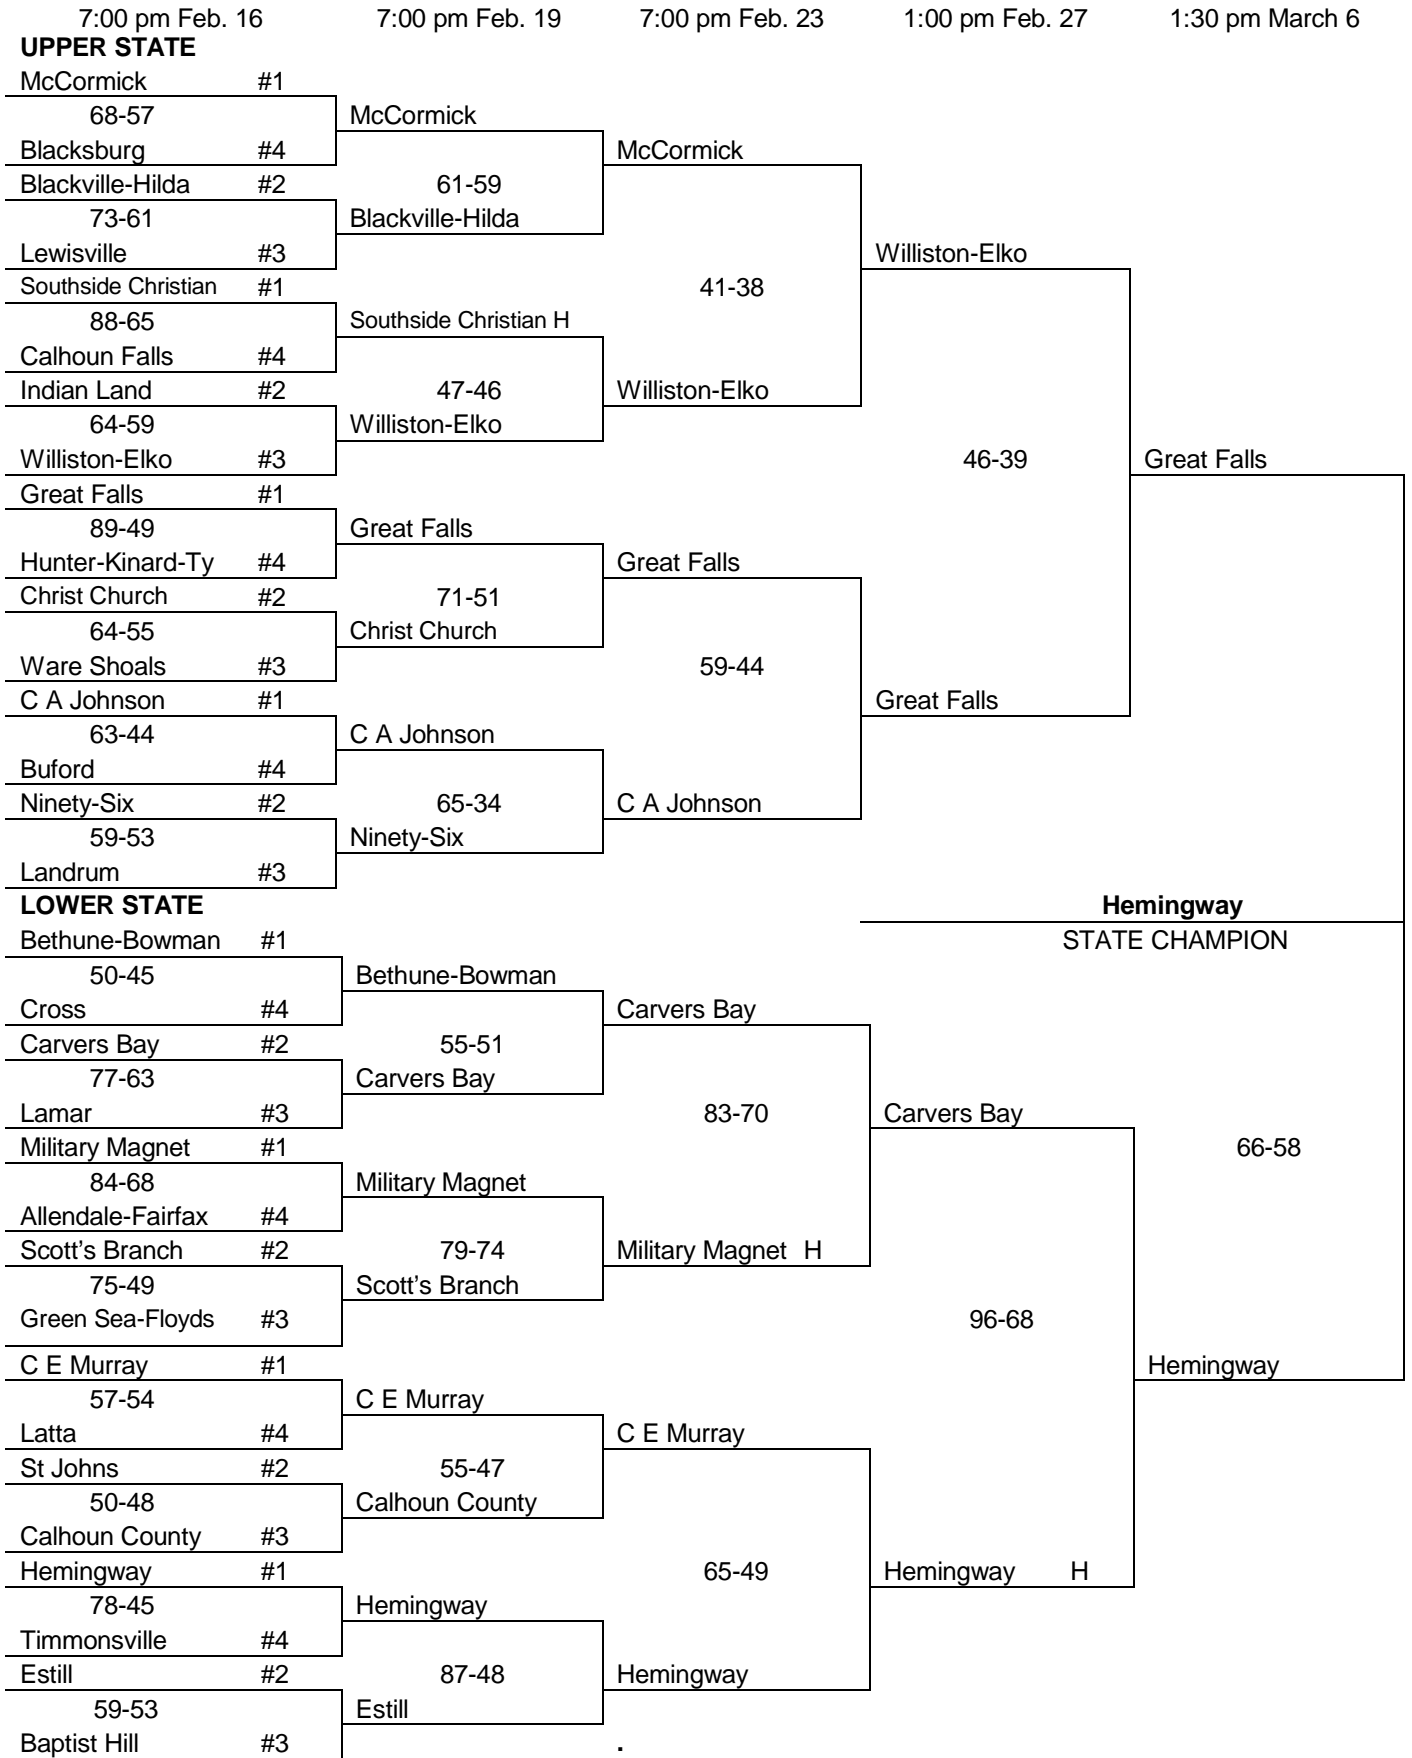 7:00 pm Feb. 16 7:00 pm Feb. 19 7:00 pm Feb. 23 1:00 pm Feb. 27 1:30 pm March 6
UPPER STATE
McCormick #1
68-57 McCormick
Blacksburg #4 McCormick
Blackville-Hilda #2 61-59
73-61 Blackville-Hilda
Lewisville #3 Williston-Elko
Southside Christian #1 41-38
88-65 Southside Christian H
Calhoun Falls #4
Indian Land #2 47-46 Williston-Elko
64-59 Williston-Elko
Williston-Elko #3 46-39 Great Falls
Great Falls #1
89-49 Great Falls
Hunter-Kinard-Ty #4 Great Falls
Christ Church #2 71-51
64-55 Christ Church
Ware Shoals #3 59-44
C A Johnson #1 Great Falls
63-44 C A Johnson
Buford #4
Ninety-Six #2 65-34 C A Johnson
59-53 Ninety-Six
Landrum #3
LOWER STATE Hemingway
Bethune-Bowman #1 STATE CHAMPION
50-45 Bethune-Bowman
Cross #4 Carvers Bay
Carvers Bay #2 55-51
77-63 Carvers Bay
Lamar #3 83-70 Carvers Bay
Military Magnet #1 66-58
84-68 Military Magnet
Allendale-Fairfax #4
Scott's Branch #2 79-74 Military Magnet H
75-49 Scott's Branch
Green Sea-Floyds #3 96-68
C E Murray #1 Hemingway
57-54 C E Murray
Latta #4 C E Murray
St Johns #2 55-47
50-48 Calhoun County
Calhoun County #3
Hemingway #1 65-49 Hemingway H
78-45 Hemingway
Timmonsville #4
Estill #2 87-48 Hemingway
59-53 Estill
Baptist Hill #3 .